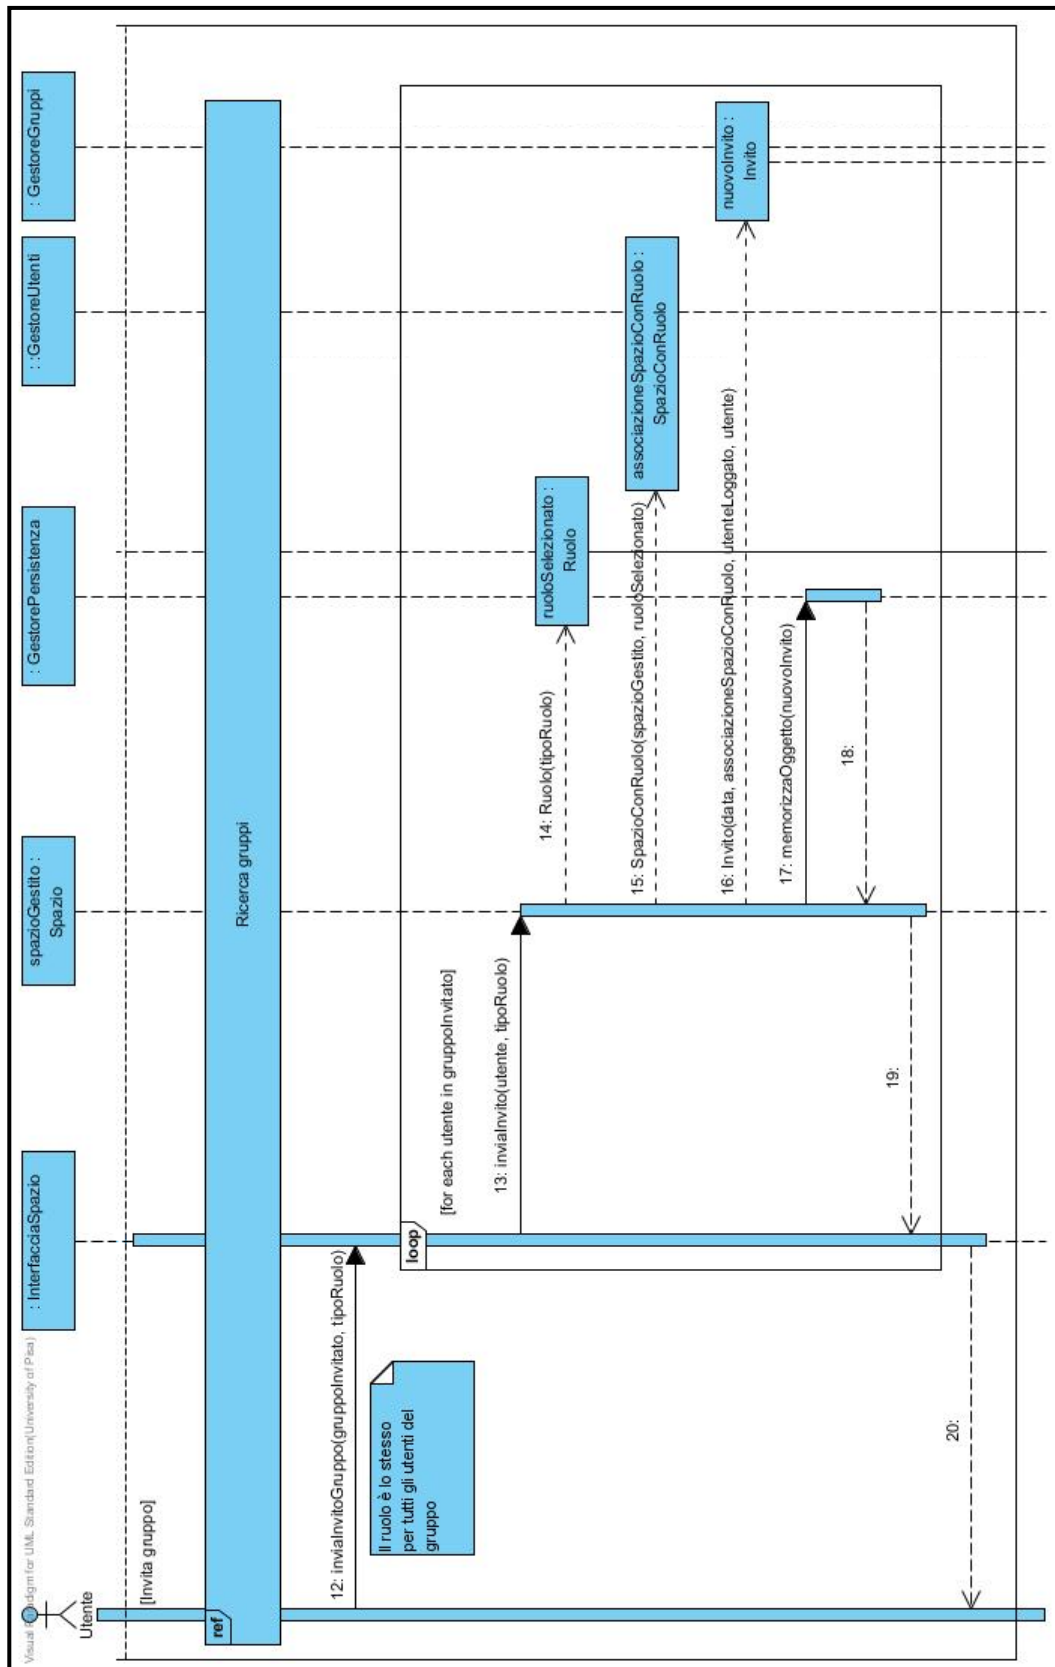 Visual Paradigm for UML Standard Edition(University of Pisa)
Utente
: InterfacciaSpazio
spazioGestito :
Spazio
: GestorePersistenza
: :GestoreUtenti
: GestoreGruppi
[Invita gruppo]
ref
Ricerca gruppi
12: inviaInvitoGruppo(gruppoInvitato, tipoRuolo)
Il ruolo è lo stesso
per tutti gli utenti del
gruppo
loop
[for each utente in gruppoInvitato]
13: inviaInvito(utente, tipoRuolo)
14: Ruolo(tipoRuolo)
ruoloSelezionato :
Ruolo
15: SpazioConRuolo(spazioGestito, ruoloSelezionato)
associazioneSpazioConRuolo :
SpazioConRuolo
16: Invito(data, associazioneSpazioConRuolo, utenteLoggato, utente)
nuovoInvito :
Invito
17: memorizzaOggetto(nuovoInvito)
18:
19:
20: